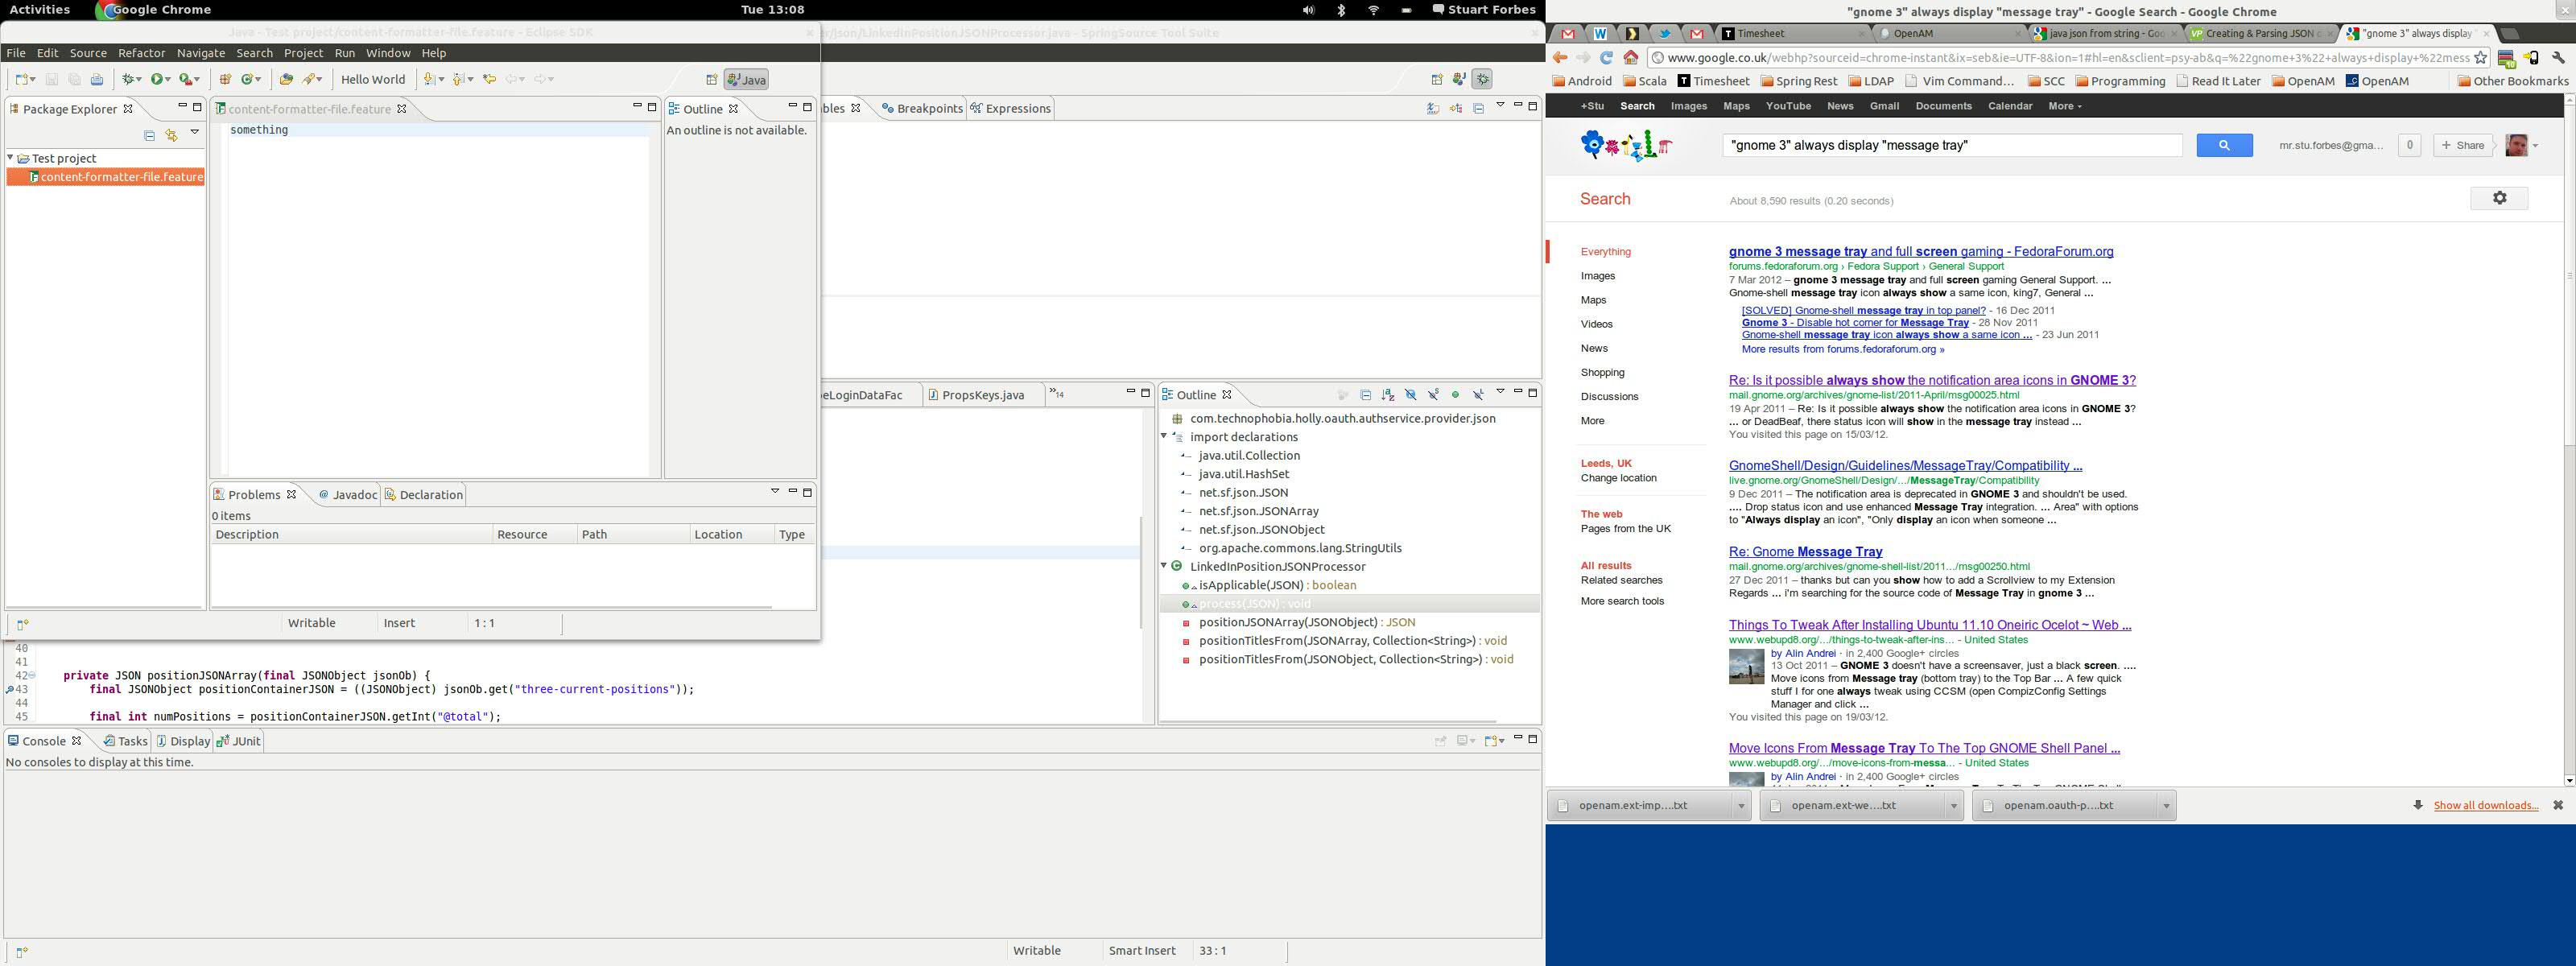 Activities
Google Chrome
Tue 13:08
Stuart Forbes
Java - Test project/content-formatter-file.feature - Eclipse SDK
r/json/LinkedInPositionJSONProcessor.java - SpringSource Tool Suite
File Edit Source Refactor Navigate Search Project Run Window Help
Hello World
Java
Package Explorer
Test project
content-formatter-file.feature
content-formatter-file.feature
something
Outline
An outline is not available.
Problems Javadoc Declaration
0 items
Description Resource Path Location Type
Writable Insert 1 : 1
bles Breakpoints Expressions
eLoginDataFac PropsKeys.java 14
40
41
42 private JSON positionJSONArray(final JSONObject jsonOb) {
43 final JSONObject positionContainerJSON = ((JSONObject) jsonOb.get("three-current-positions"));
44
45 final int numPositions = positionContainerJSON.getInt("@total");
Outline
com.technophobia.holly.oauth.authservice.provider.json
import declarations
java.util.Collection
java.util.HashSet
net.sf.json.JSON
net.sf.json.JSONArray
net.sf.json.JSONObject
org.apache.commons.lang.StringUtils
LinkedInPositionJSONProcessor
isApplicable(JSON) : boolean
process(JSON) : void
positionJSONArray(JSONObject) : JSON
positionTitlesFrom(JSONArray, Collection<String>) : void
positionTitlesFrom(JSONObject, Collection<String>) : void
Console Tasks Display JUnit
No consoles to display at this time.
Writable Smart Insert 33 : 1
"gnome 3" always display "message tray" - Google Search - Google Chrome
Timesheet OpenAM java json from string - Goo Creating & Parsing JSON "gnome 3" always display
www.google.co.uk/webhp?sourceid=chrome-instant&ix=seb&ie=UTF-8&ion=1#hl=en&sclient=psy-ab&q=%22gnome+3%22+always+display+%22mess
Android Scala Timesheet Spring Rest LDAP Vim Command… SCC Programming Read It Later OpenAM OpenAM Other Bookmarks
+Stu Search Images Maps YouTube News Gmail Documents Calendar More
"gnome 3" always display "message tray"
mr.stu.forbes@gma… 0 + Share
Search
About 8,590 results (0.20 seconds)
Everything
Images
Maps
Videos
News
Shopping
Discussions
More
Leeds, UK
Change location
The web
Pages from the UK
All results
Related searches
More search tools
gnome 3 message tray and full screen gaming - FedoraForum.org
forums.fedoraforum.org › Fedora Support › General Support
7 Mar 2012 – gnome 3 message tray and full screen gaming General Support. ...
Gnome-shell message tray icon always show a same icon, king7, General ...
[SOLVED] Gnome-shell message tray in top panel? - 16 Dec 2011
Gnome 3 - Disable hot corner for Message Tray - 28 Nov 2011
Gnome-shell message tray icon always show a same icon ... - 23 Jun 2011
More results from forums.fedoraforum.org »
Re: Is it possible always show the notification area icons in GNOME 3?
mail.gnome.org/archives/gnome-list/2011-April/msg00025.html
19 Apr 2011 – Re: Is it possible always show the notification area icons in GNOME 3?
... or DeadBeaf, there status icon will show in the message tray instead ...
You visited this page on 15/03/12.
GnomeShell/Design/Guidelines/MessageTray/Compatibility ...
live.gnome.org/GnomeShell/Design/.../MessageTray/Compatibility
9 Dec 2011 – The notification area is deprecated in GNOME 3 and shouldn't be used.
.... Drop status icon and use enhanced Message Tray integration. ... Area" with options
to "Always display an icon", "Only display an icon when someone ...
Re: Gnome Message Tray
mail.gnome.org/archives/gnome-shell-list/2011.../msg00250.html
27 Dec 2011 – thanks but can you show how to add a Scrollview to my Extension
Regards ... i'm searching for the source code of Message Tray in gnome 3 ...
Things To Tweak After Installing Ubuntu 11.10 Oneiric Ocelot ~ Web ...
www.webupd8.org/.../things-to-tweak-after-ins... - United States
by Alin Andrei · in 2,400 Google+ circles
13 Oct 2011 – GNOME 3 doesn't have a screensaver, just a black screen. ....
Move icons from Message tray (bottom tray) to the Top Bar ... A few quick
stuff I for one always tweak using CCSM (open CompizConfig Settings
Manager and click ...
You visited this page on 19/03/12.
Move Icons From Message Tray To The Top GNOME Shell Panel ...
www.webupd8.org/.../move-icons-from-messa... - United States
by Alin Andrei · in 2,400 Google+ circles
openam.ext-imp….txt openam.ext-we….txt openam.oauth-p….txt
Show all downloads...